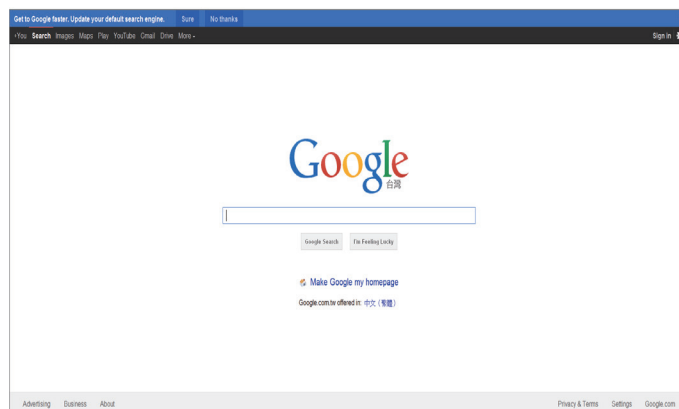 Get to Google faster. Update your default search engine. Sure No thanks
+You Search Images Maps Play YouTube Gmail Drive More Sign in
Google
台灣
Google Search I'm Feeling Lucky
Make Google my homepage
Google.com.tw offered in: 中文 (繁體)
Advertising Business About Privacy & Terms Settings Google.com